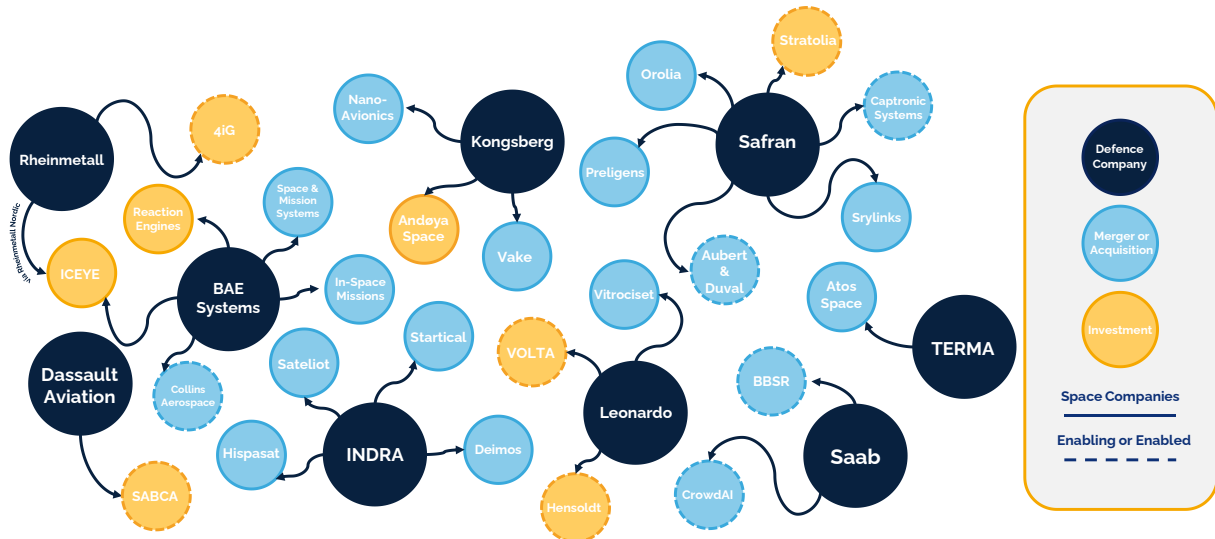 Rheinmetall
4iG
via Rheinmetall Nordic
ICEYE
Reaction
Engines
Space &
Mission
Systems
BAE
Systems
In-Space
Missions
Collins
Aerospace
Dassault
Aviation
SABCA
Nano-
Avionics
Kongsberg
Andøya
Space
Vake
Startical
Sateliot
Hispasat
INDRA
Deimos
Stratolia
Orolia
Captronic
Systems
Safran
Preligens
Srylinks
Aubert
&
Duval
Vitrociset
VOLTA
Leonardo
Hensoldt
Atos
Space
TERMA
BBSR
Saab
CrowdAI
Defence
Company
Merger or
Acquisition
Investment
Space Companies
Enabling or Enabled